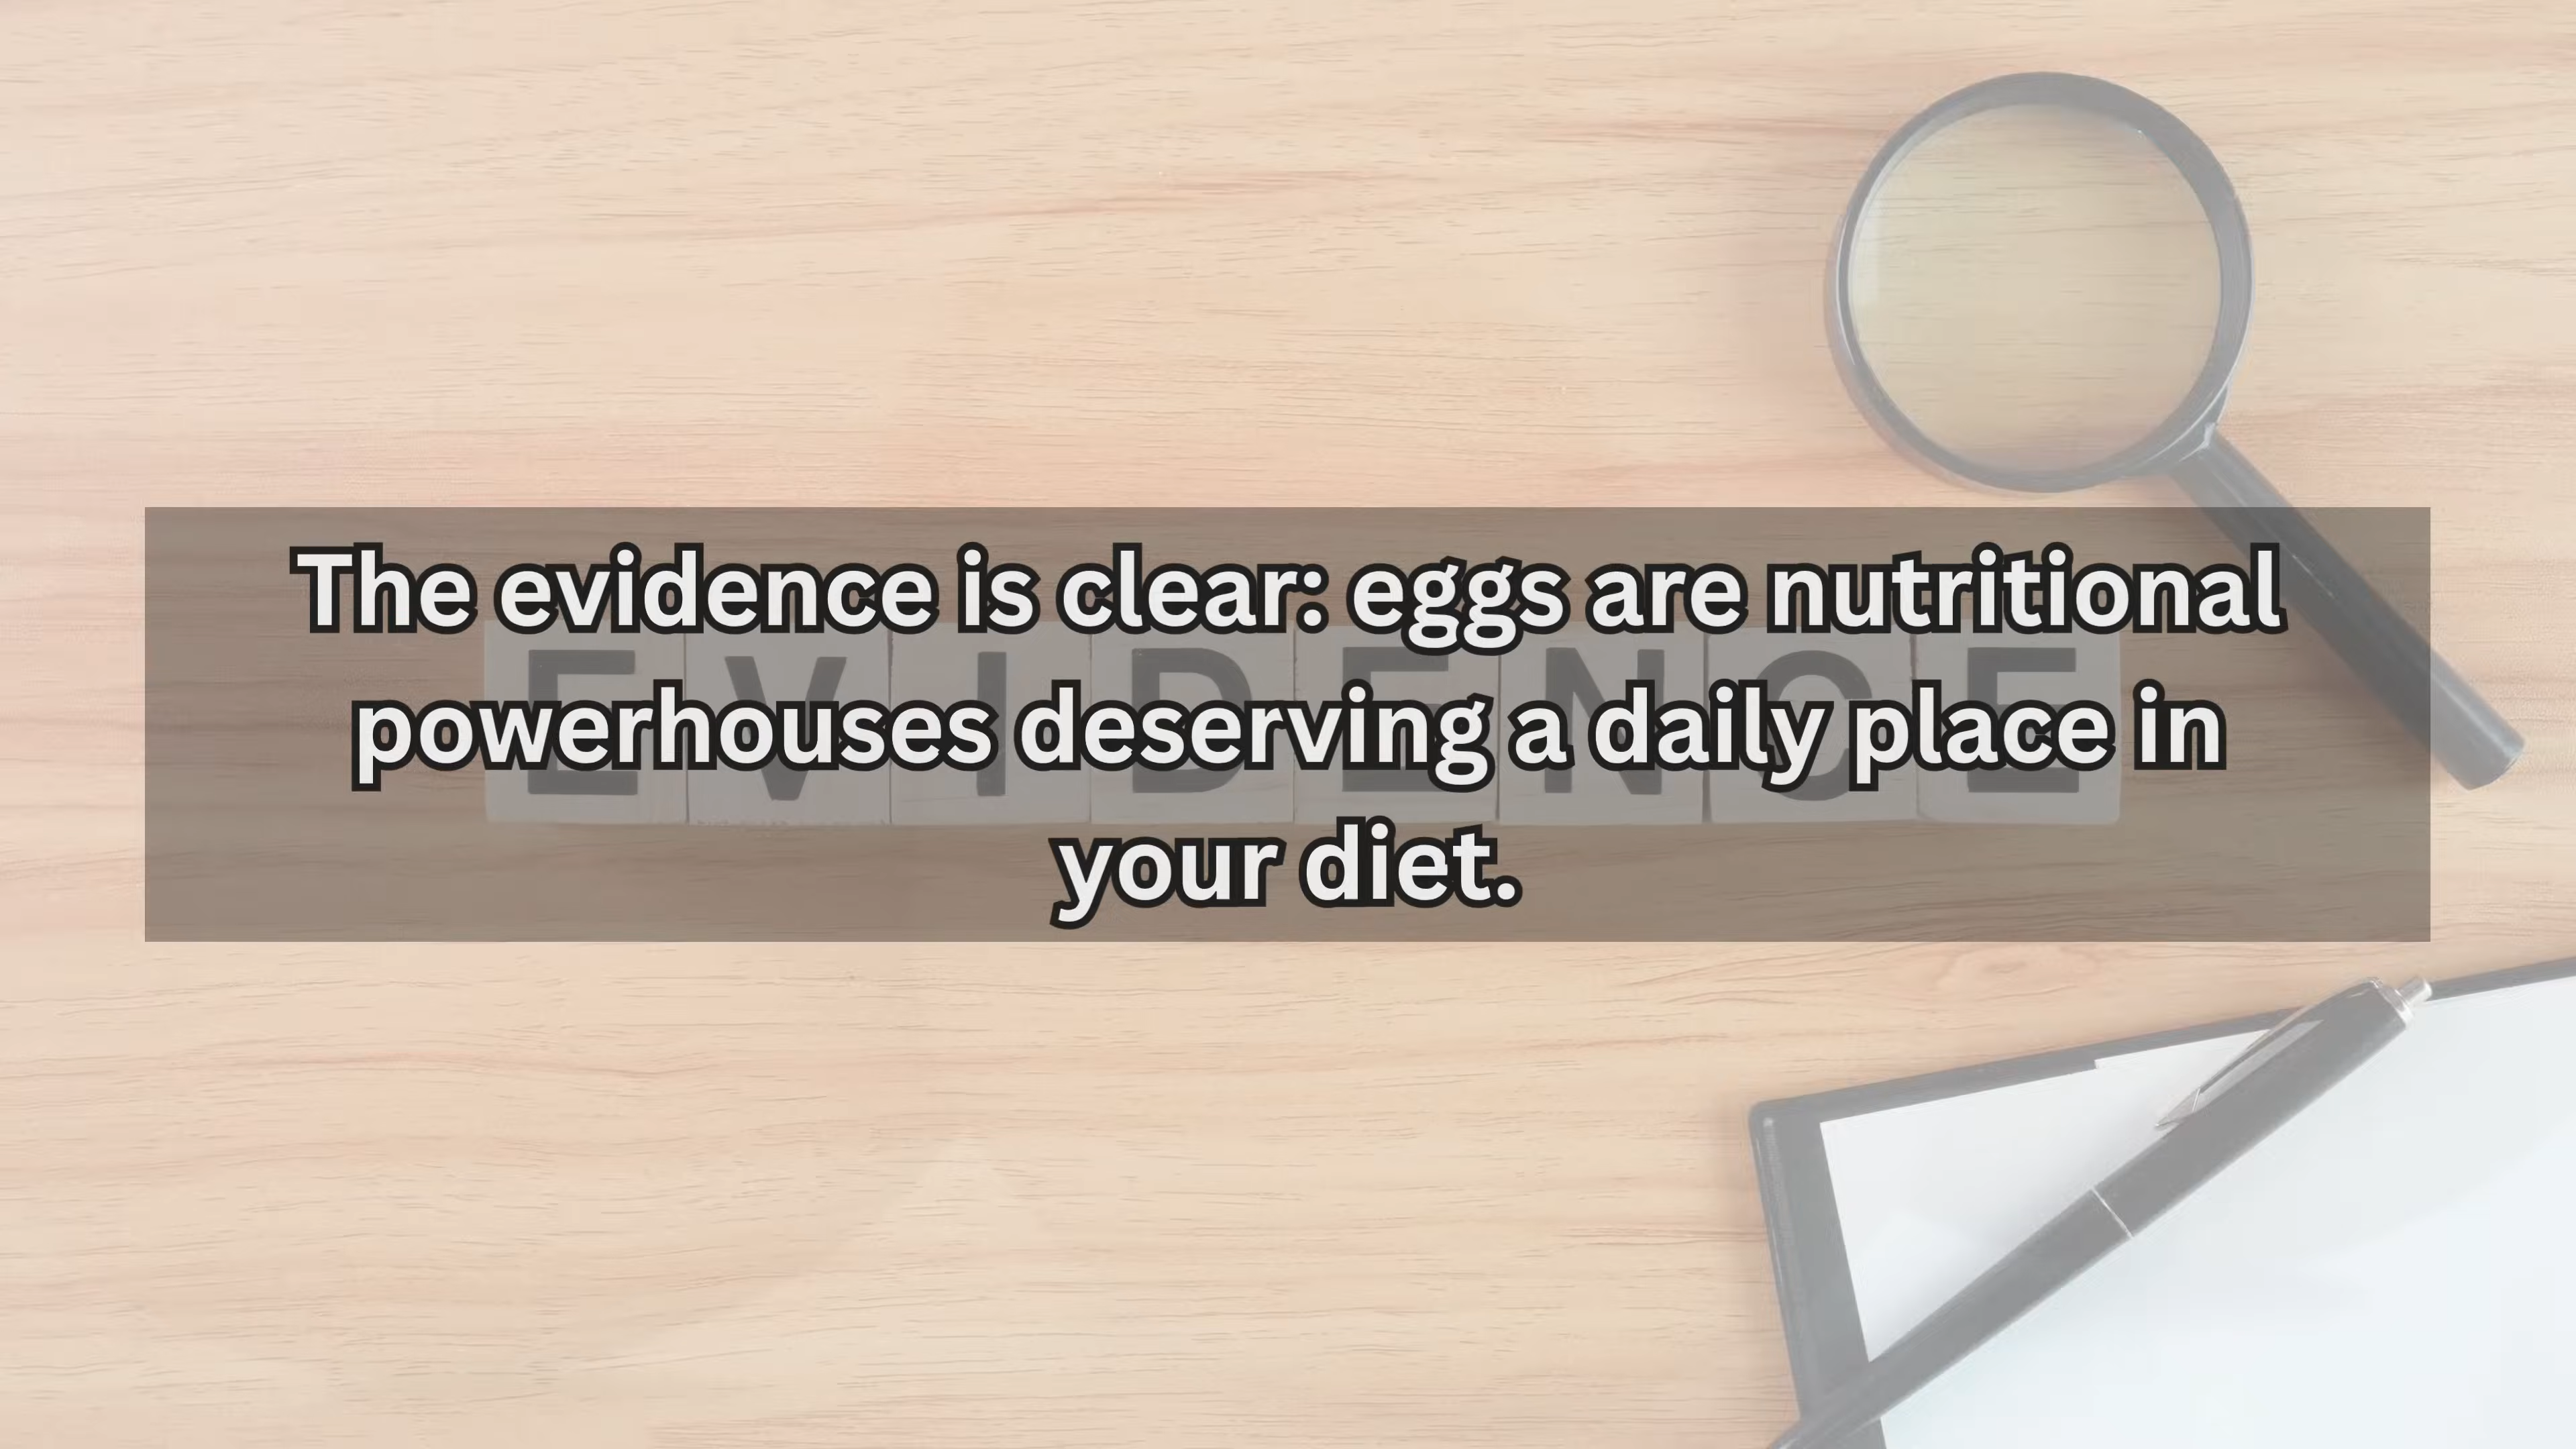 The evidence is clear: eggs are nutritional
EVIDENCE
powerhouses deserving a daily place in
your diet.